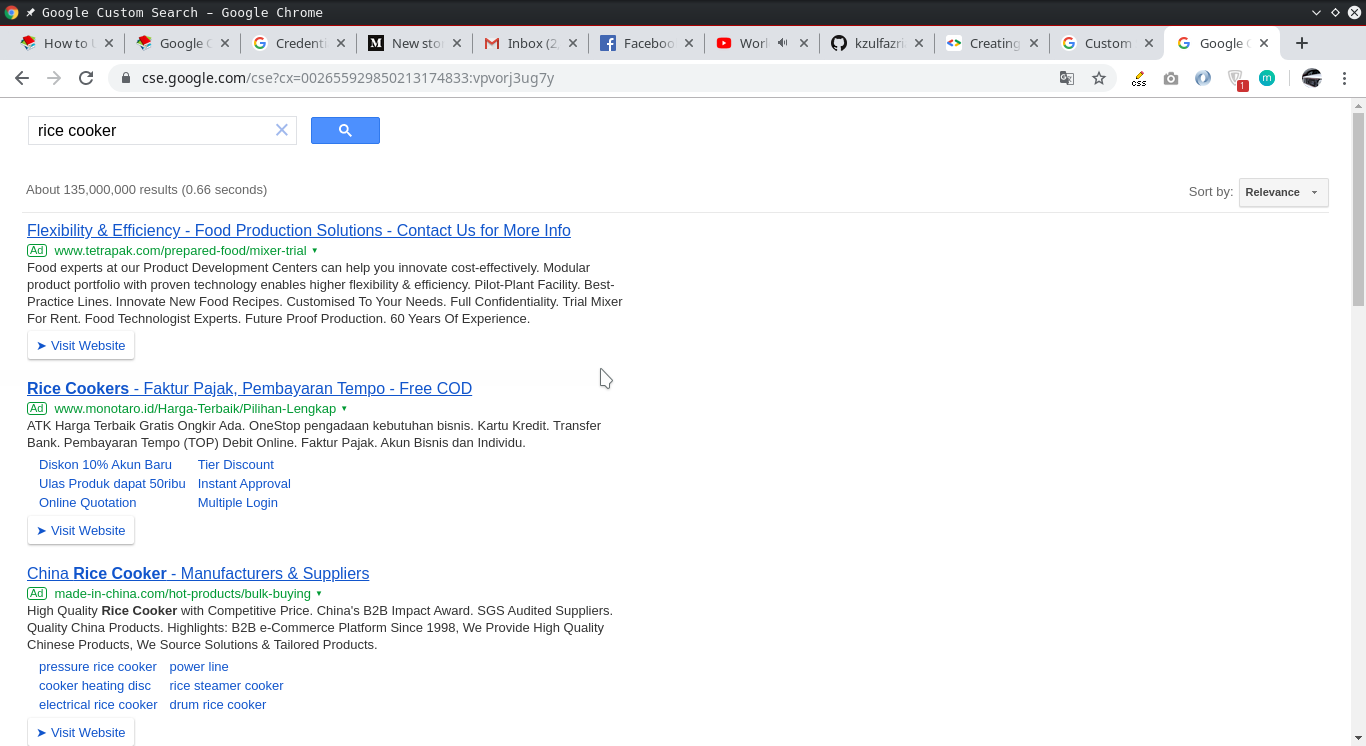 Google Custom Search – Google Chrome
How to
Google
Credenti
New sto
Inbox (2
Faceboo
Worl
kzulfazri
Creating
Custom
Google
cse.google.com/cse?cx=002655929850213174833:vpvorj3ug7y
css
1
m
rice cooker
About 135,000,000 results (0.66 seconds)
Sort by: Relevance
Flexibility & Efficiency - Food Production Solutions - Contact Us for More Info
Ad www.tetrapak.com/prepared-food/mixer-trial
Food experts at our Product Development Centers can help you innovate cost-effectively. Modular
product portfolio with proven technology enables higher flexibility & efficiency. Pilot-Plant Facility. Best-
Practice Lines. Innovate New Food Recipes. Customised To Your Needs. Full Confidentiality. Trial Mixer
For Rent. Food Technologist Experts. Future Proof Production. 60 Years Of Experience.
➤ Visit Website
Rice Cookers - Faktur Pajak, Pembayaran Tempo - Free COD
Ad www.monotaro.id/Harga-Terbaik/Pilihan-Lengkap
ATK Harga Terbaik Gratis Ongkir Ada. OneStop pengadaan kebutuhan bisnis. Kartu Kredit. Transfer
Bank. Pembayaran Tempo (TOP) Debit Online. Faktur Pajak. Akun Bisnis dan Individu.
Diskon 10% Akun Baru Tier Discount
Ulas Produk dapat 50ribu Instant Approval
Online Quotation Multiple Login
➤ Visit Website
China Rice Cooker - Manufacturers & Suppliers
Ad made-in-china.com/hot-products/bulk-buying
High Quality Rice Cooker with Competitive Price. China's B2B Impact Award. SGS Audited Suppliers.
Quality China Products. Highlights: B2B e-Commerce Platform Since 1998, We Provide High Quality
Chinese Products, We Source Solutions & Tailored Products.
pressure rice cooker power line
cooker heating disc rice steamer cooker
electrical rice cooker drum rice cooker
➤ Visit Website